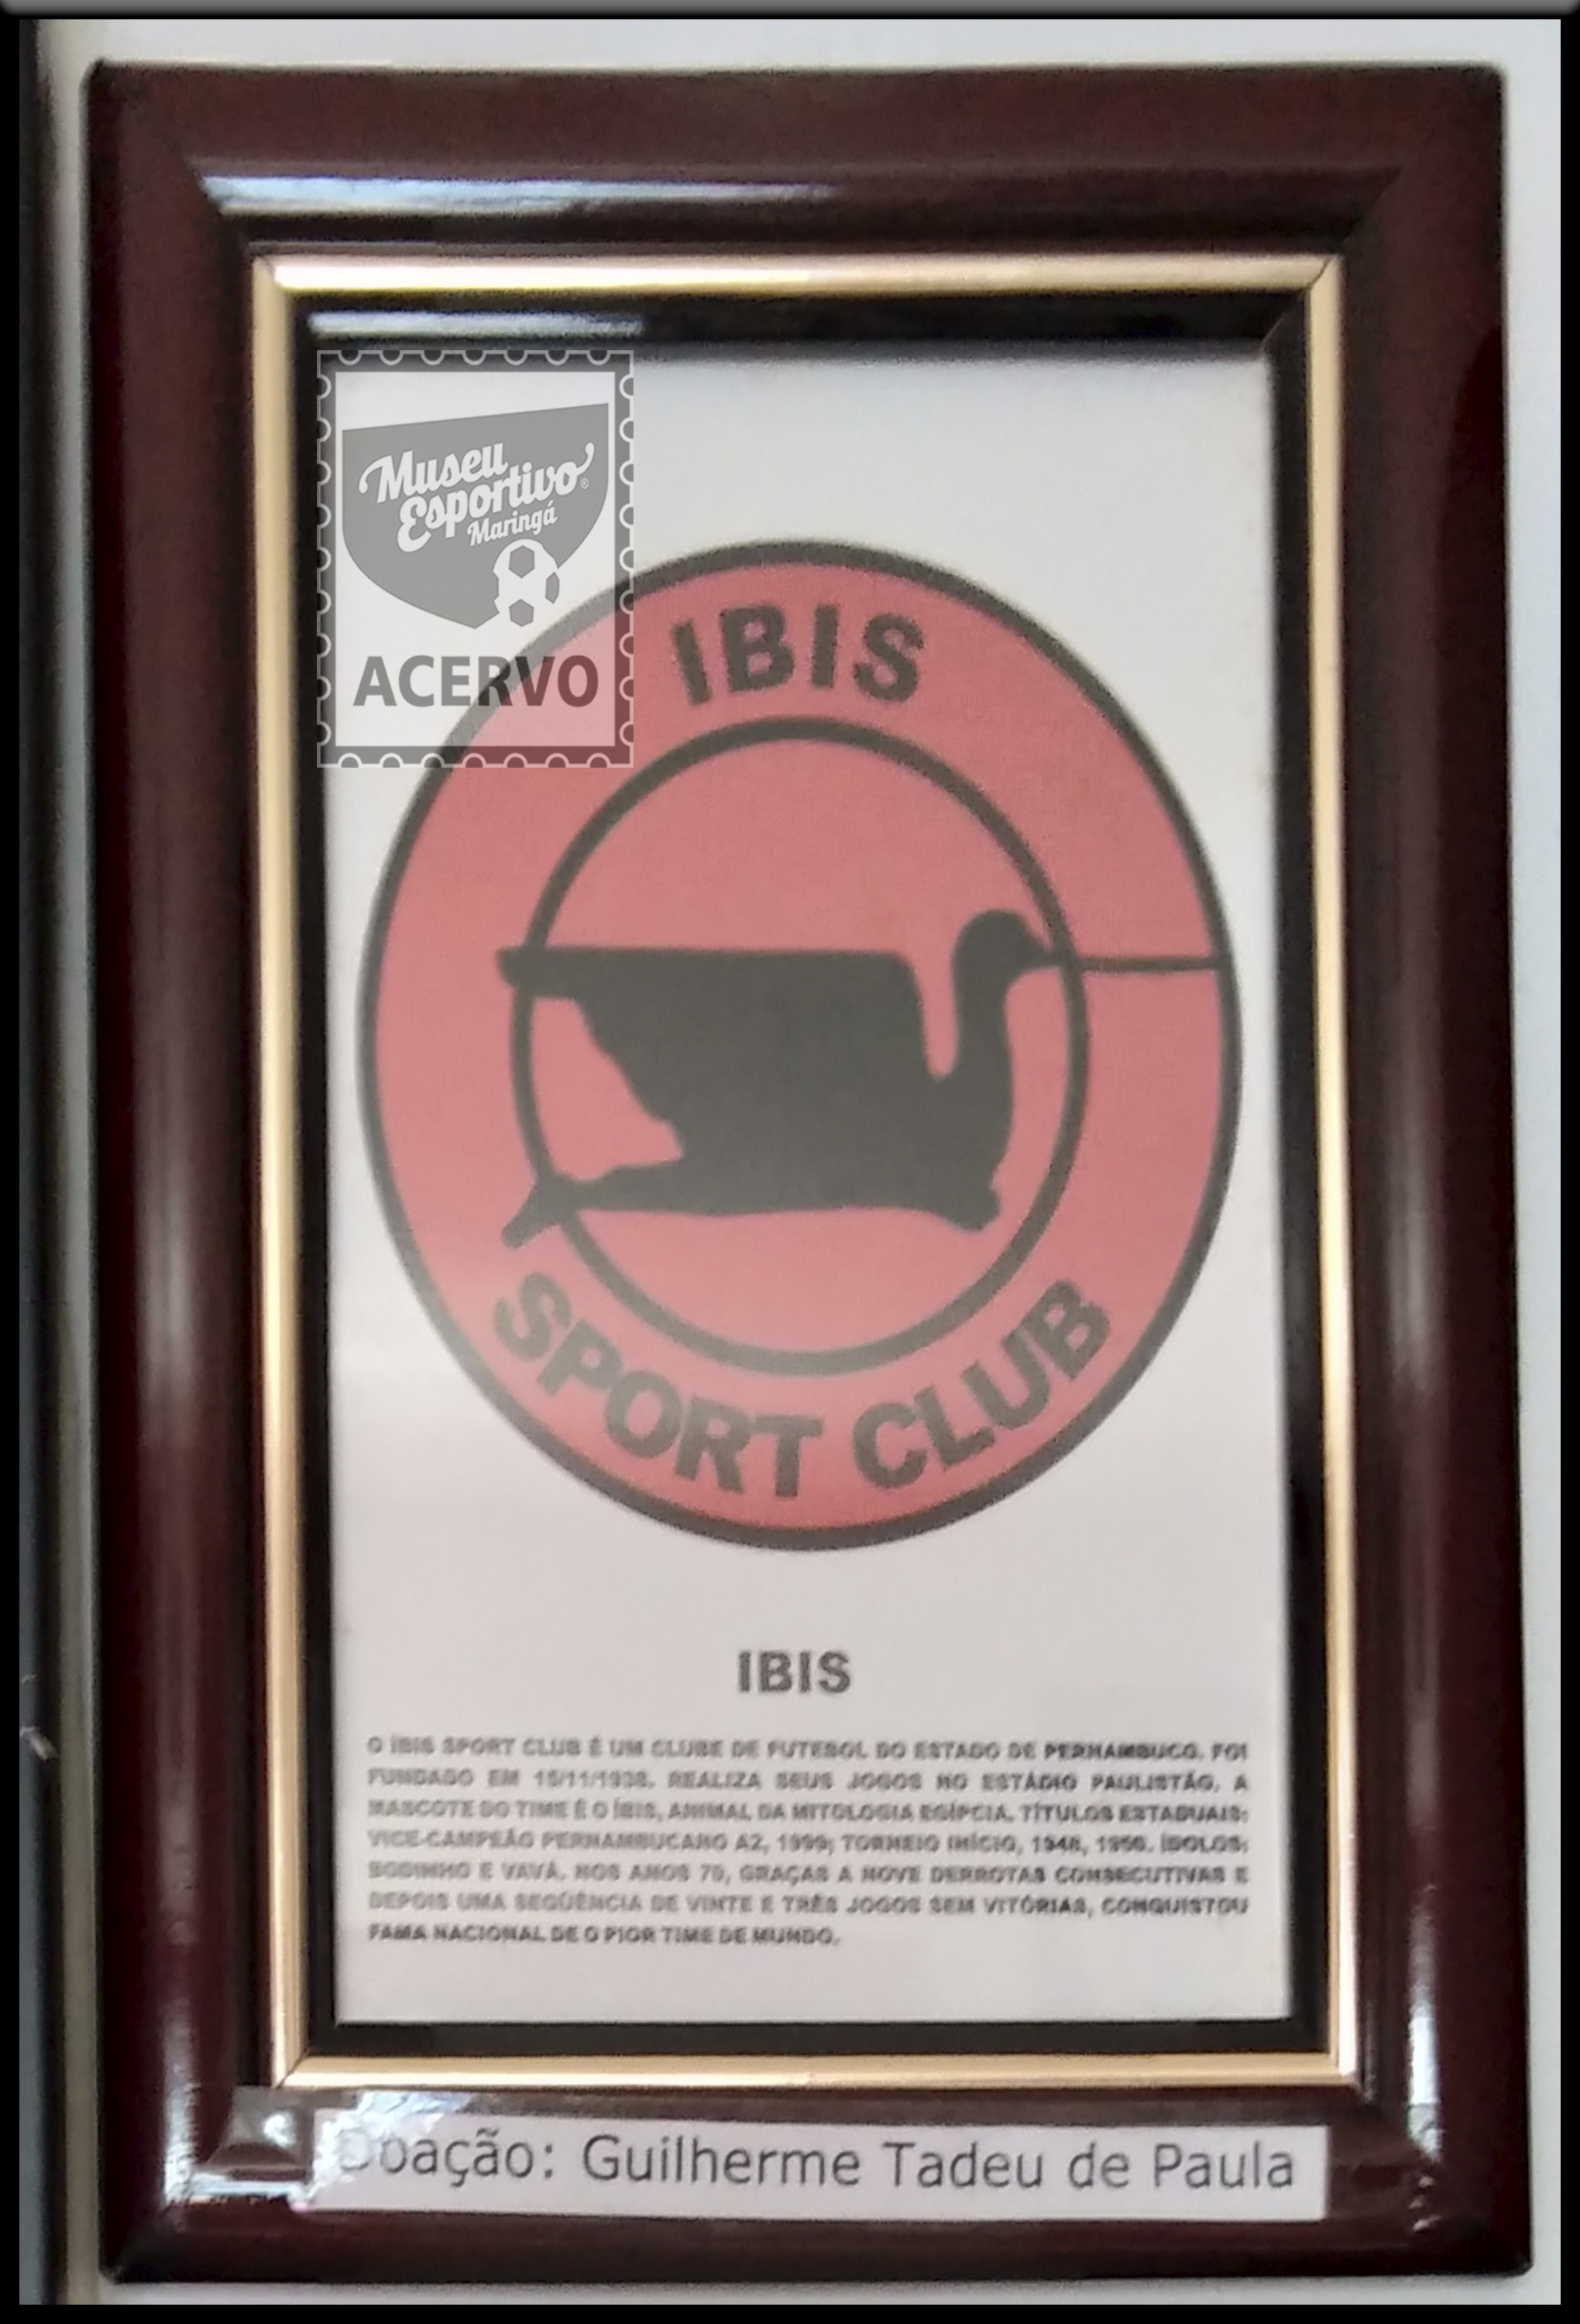 Museu
Esportivo®
Maringá
ACERVO
IBIS
SPORT CLUB
IBIS
O ÍBIS SPORT CLUB É UM CLUBE DE FUTEBOL DO ESTADO DE PERNAMBUCO. FOI
FUNDADO EM 15/11/1938. REALIZA SEUS JOGOS NO ESTÁDIO PAULISTÃO. A
MASCOTE DO TIME É O ÍBIS, ANIMAL DA MITOLOGIA EGÍPCIA. TÍTULOS ESTADUAIS:
VICE-CAMPEÃO PERNAMBUCANO A2, 1999; TORNEIO INÍCIO, 1948, 1950. ÍDOLOS:
BODINHO E VAVÁ. NOS ANOS 70, GRAÇAS A NOVE DERROTAS CONSECUTIVAS E
DEPOIS UMA SEGÜÊNCIA DE VINTE E TRÊS JOGOS SEM VITÓRIAS, CONQUISTOU
FAMA NACIONAL DE O PIOR TIME DE MUNDO.
Doação: Guilherme Tadeu de Paula